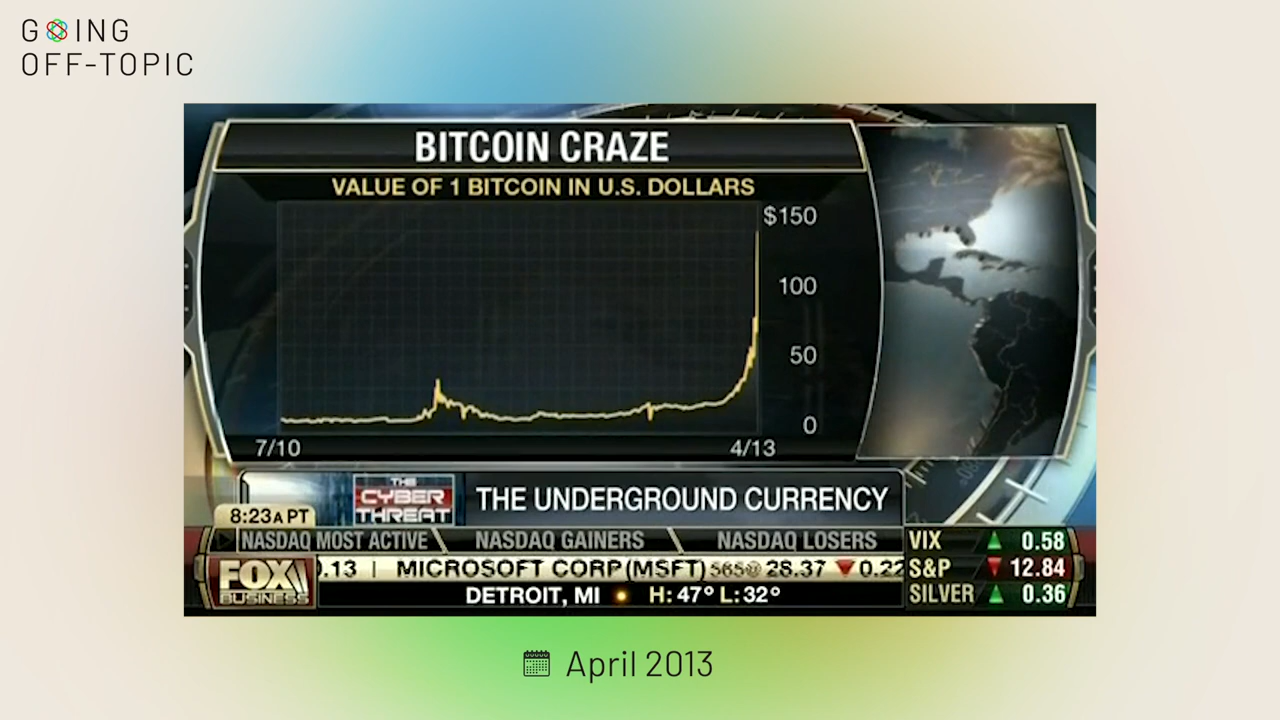 GOING
OFF-TOPIC
BITCOIN CRAZE
VALUE OF 1 BITCOIN IN U.S. DOLLARS
$150
100
50
0
7/10
4/13
THE
CYBER
THREAT
THE UNDERGROUND CURRENCY
8:23A PT
NASDAQ MOST ACTIVE
NASDAQ GAINERS
NASDAQ LOSERS
FOX
BUSINESS
0.13 | MICROSOFT CORP (MSFT) 565@ 28.37 ▼0.22
DETROIT, MI H: 47° L: 32°
VIX ▲ 0.58
S&P ▼ 12.84
SILVER ▲ 0.36
April 2013